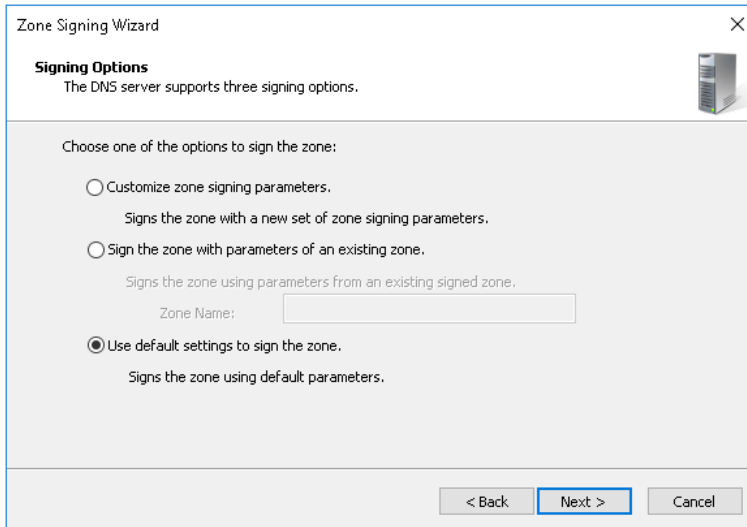 Zone Signing Wizard
Signing Options
The DNS server supports three signing options.
Choose one of the options to sign the zone:
Customize zone signing parameters.
Signs the zone with a new set of zone signing parameters.
Sign the zone with parameters of an existing zone.
Signs the zone using parameters from an existing signed zone.
Zone Name:
Use default settings to sign the zone.
Signs the zone using default parameters.
< Back Next > Cancel